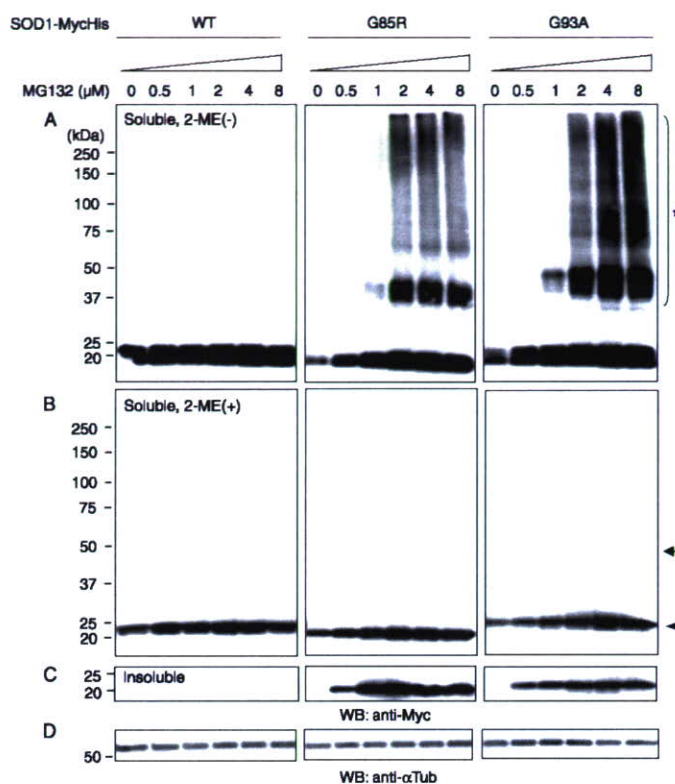 SOD1-MycHis WT G85R G93A
MG132 (µM) 0 0.5 1 2 4 8 0 0.5 1 2 4 8 0 0.5 1 2 4 8
A Soluble, 2-ME(-)
(kDa)
250
150
100
75
50
37
25
20
B Soluble, 2-ME(+)
250
150
100
75
50
37
25
20
C Insoluble
25
20
WB: anti-Myc
D
50
WB: anti-αTub